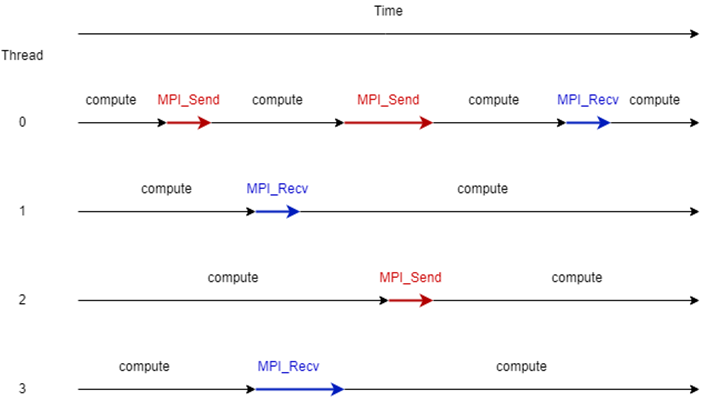 Time
Thread
compute MPI_Send compute MPI_Send compute MPI_Recv compute
0
compute MPI_Recv compute
1
compute MPI_Send compute
2
compute MPI_Recv compute
3